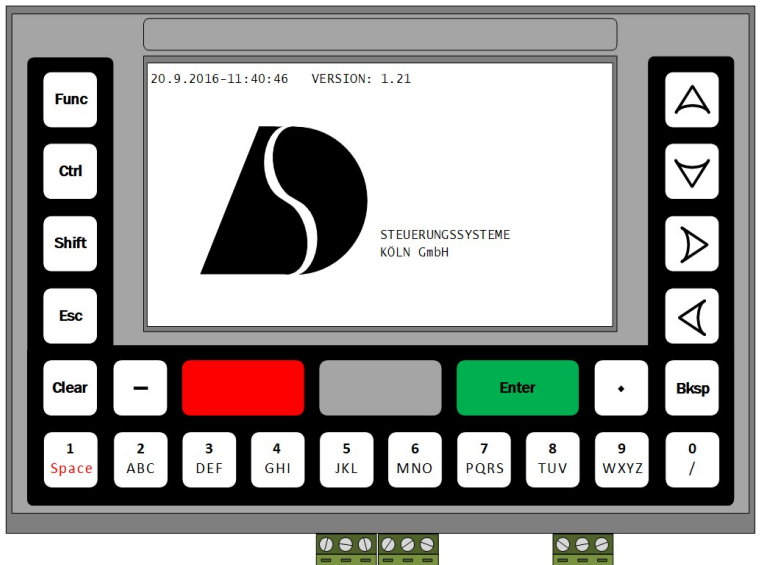 20.9.2016-11:40:46 VERSION: 1.21
STEUERUNGSSYSTEME
KÖLN GmbH
Func
Ctrl
Shift
Esc
Clear
–
Enter
.
Bksp
1
Space
2
ABC
3
DEF
4
GHI
5
JKL
6
MNO
7
PQRS
8
TUV
9
WXYZ
0
/